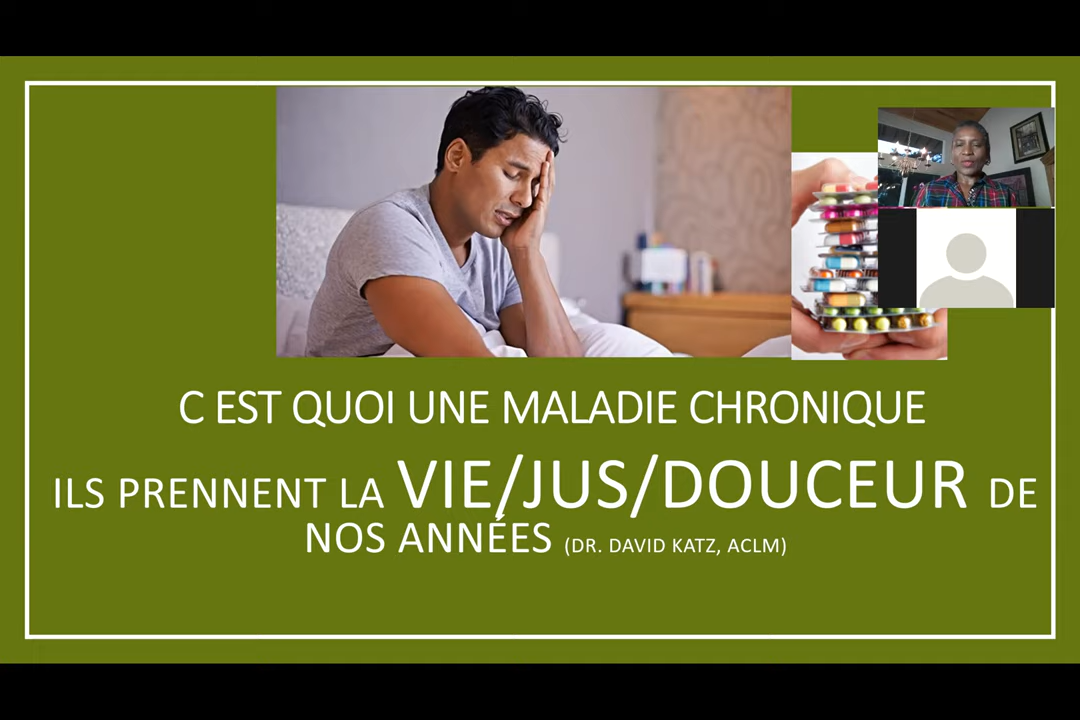 C EST QUOI UNE MALADIE CHRONIQUE
ILS PRENNENT LA VIE/JUS/DOUCEUR DE
NOS ANNÉES (DR. DAVID KATZ, ACLM)